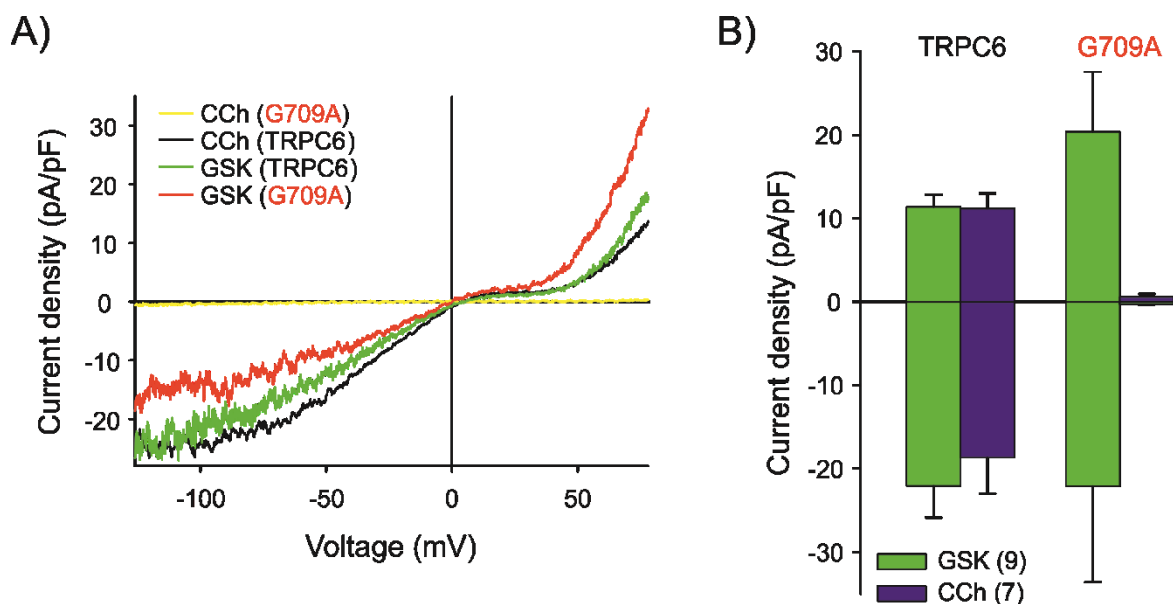 A)
CCh (G709A)
CCh (TRPC6)
GSK (TRPC6)
GSK (G709A)
Current density (pA/pF)
30
20
10
0
-10
-20
-100
-50
0
50
Voltage (mV)
B)
TRPC6
G709A
Current density (pA/pF)
30
20
10
0
-10
-20
-30
GSK (9)
CCh (7)